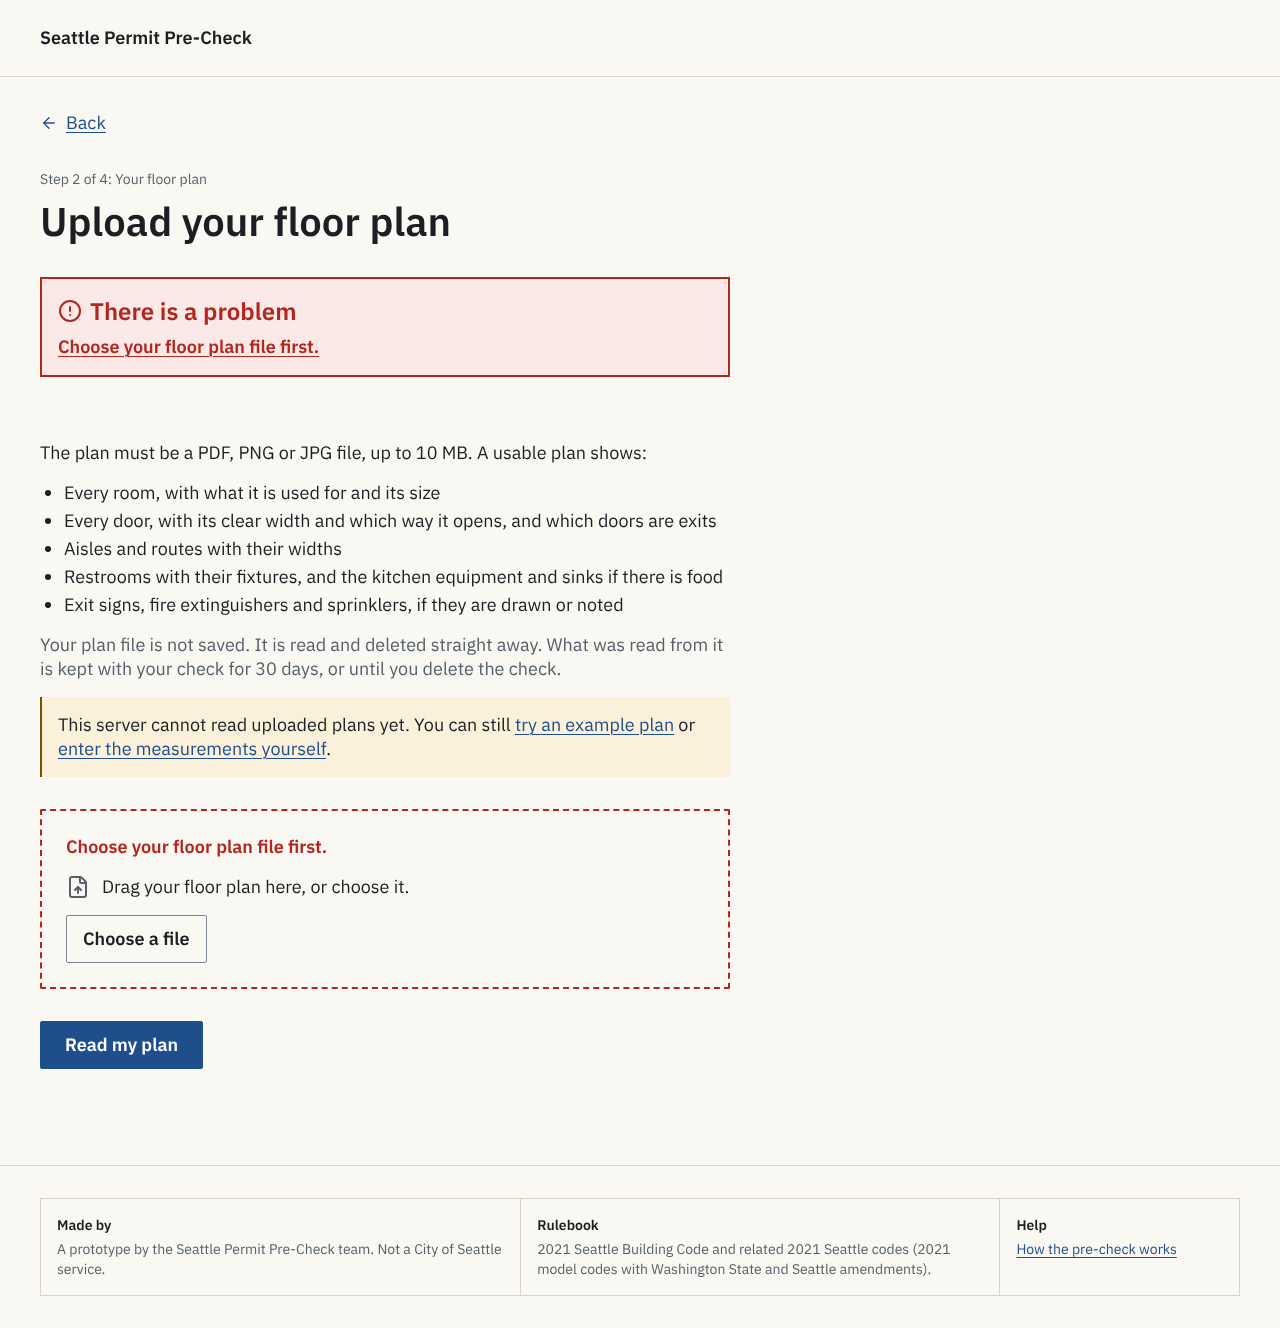 Seattle Permit Pre-Check
Back
Step 2 of 4: Your floor plan
Upload your floor plan
There is a problem
Choose your floor plan file first.
The plan must be a PDF, PNG or JPG file, up to 10 MB. A usable plan shows:
Every room, with what it is used for and its size
Every door, with its clear width and which way it opens, and which doors are exits
Aisles and routes with their widths
Restrooms with their fixtures, and the kitchen equipment and sinks if there is food
Exit signs, fire extinguishers and sprinklers, if they are drawn or noted
Your plan file is not saved. It is read and deleted straight away. What was read from it
is kept with your check for 30 days, or until you delete the check.
This server cannot read uploaded plans yet. You can still try an example plan or
enter the measurements yourself.
Choose your floor plan file first.
Drag your floor plan here, or choose it.
Choose a file
Read my plan
Made by
A prototype by the Seattle Permit Pre-Check team. Not a City of Seattle
service.
Rulebook
2021 Seattle Building Code and related 2021 Seattle codes (2021
model codes with Washington State and Seattle amendments).
Help
How the pre-check works